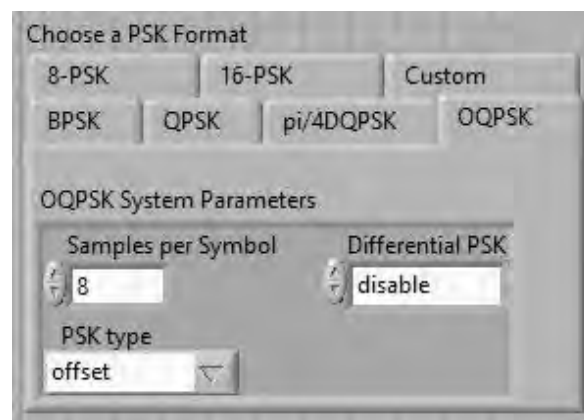 Choose a PSK Format
8-PSK 16-PSK Custom
BPSK QPSK pi/4DQPSK OQPSK
OQPSK System Parameters
Samples per Symbol Differential PSK
8 disable
PSK type
offset